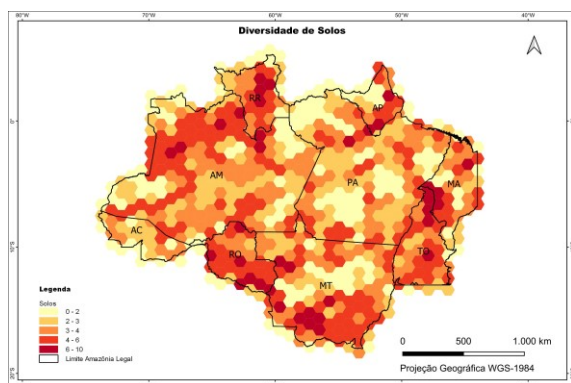 80°W 70°W 60°W 50°W 40°W
Diversidade de Solos
RR
AP
0°
AM
PA
MA
AC
RO
TO
10°S
MT
Legenda
Solos
0 - 2
2 - 3
3 - 4
4 - 6
6 - 10
Limite Amazônia Legal
0 500 1.000 km
Projeção Geográfica WGS-1984
20°S